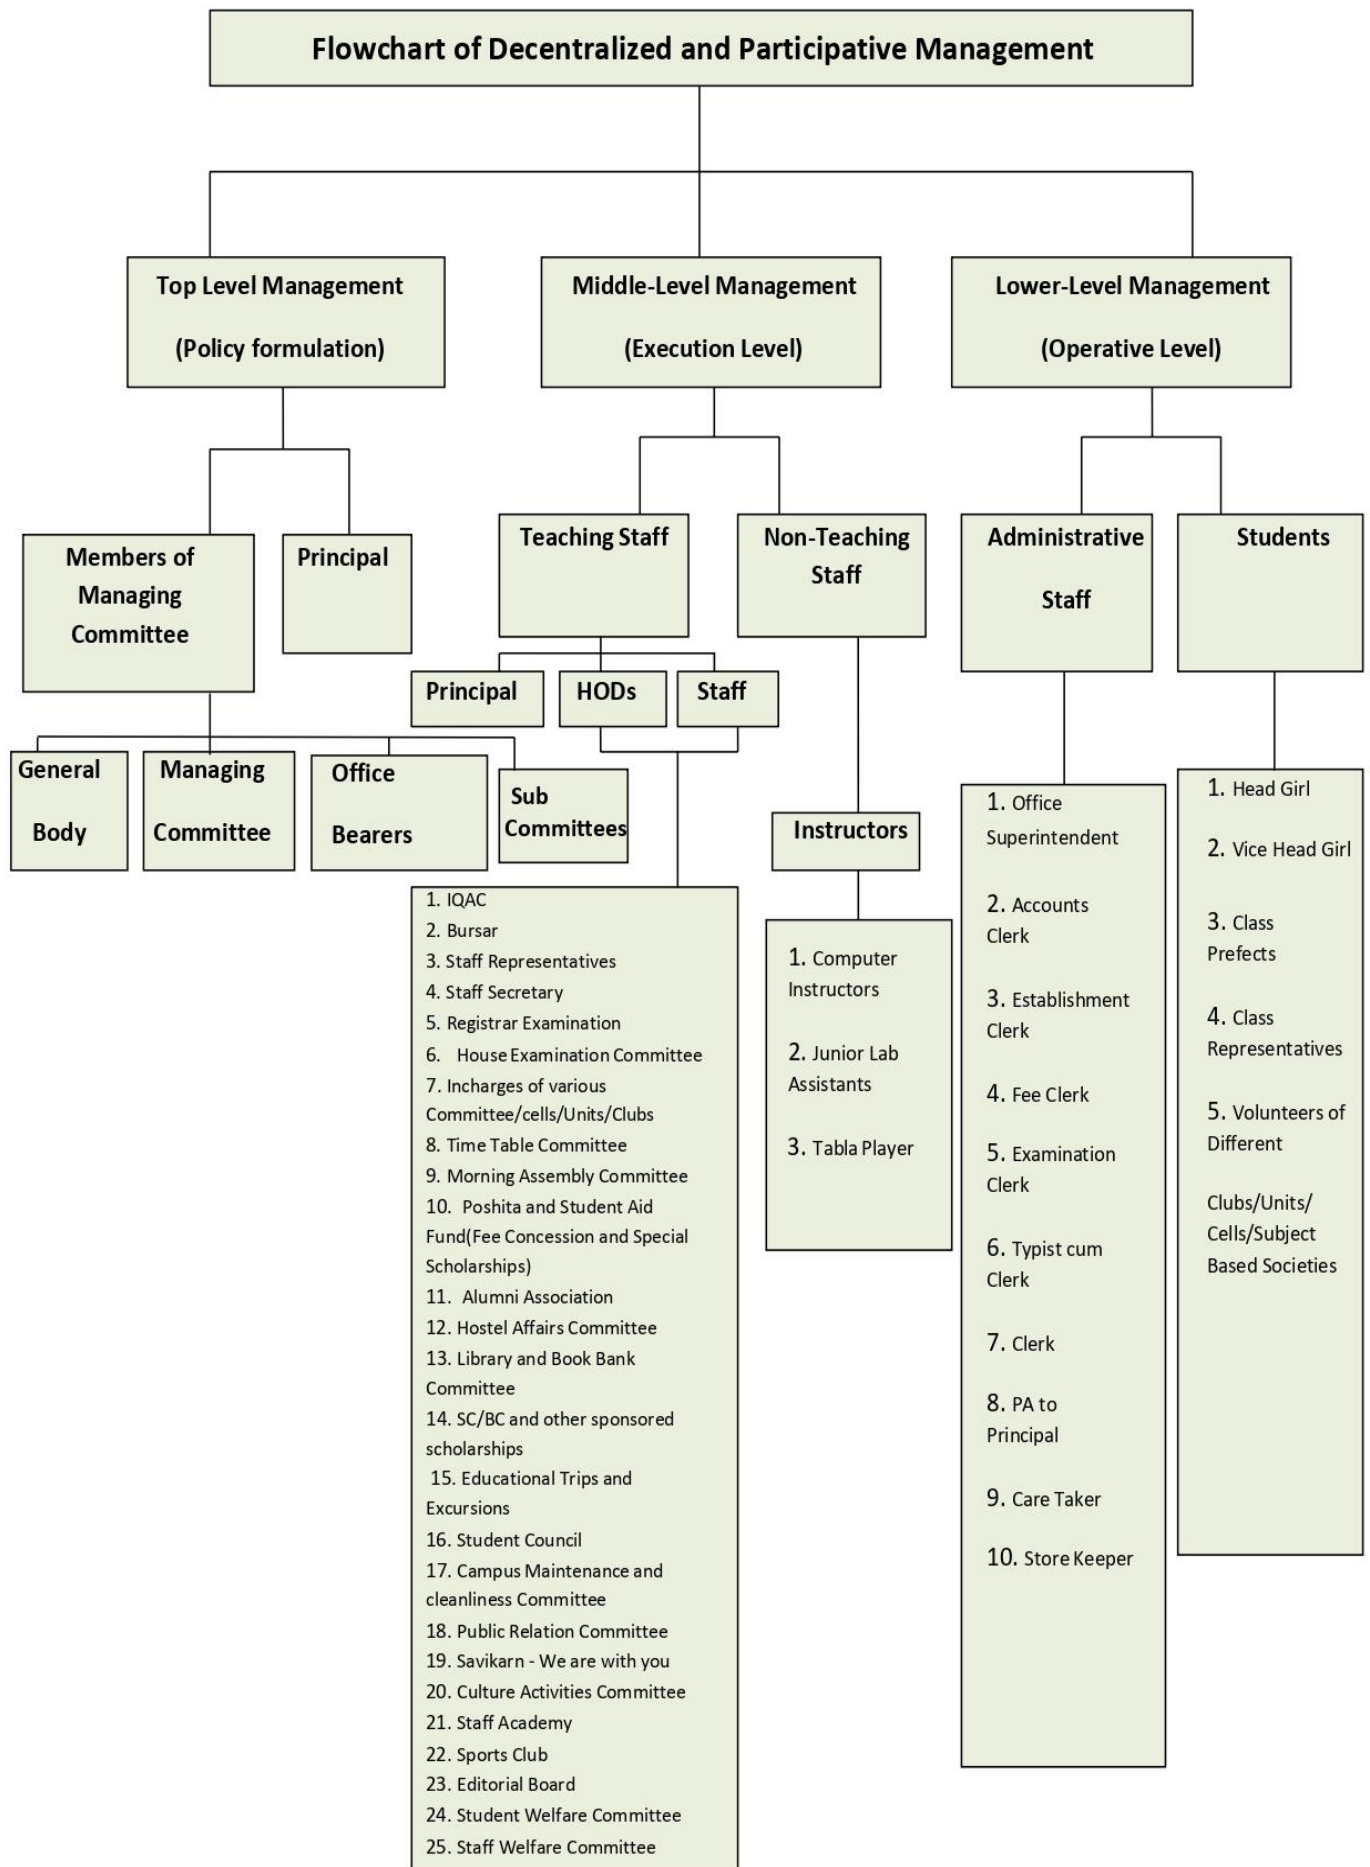 Flowchart of Decentralized and Participative Management
Top Level Management
(Policy formulation)
Middle-Level Management
(Execution Level)
Lower-Level Management
(Operative Level)
Members of
Managing
Committee
Principal
Teaching Staff
Non-Teaching
Staff
Administrative
Staff
Students
Principal
HODs
Staff
General
Body
Managing
Committee
Office
Bearers
Sub
Committees
Instructors
1. IQAC
2. Bursar
3. Staff Representatives
4. Staff Secretary
5. Registrar Examination
6. House Examination Committee
7. Incharges of various
Committee/cells/Units/Clubs
8. Time Table Committee
9. Morning Assembly Committee
10. Poshita and Student Aid
Fund(Fee Concession and Special
Scholarships)
11. Alumni Association
12. Hostel Affairs Committee
13. Library and Book Bank
Committee
14. SC/BC and other sponsored
scholarships
15. Educational Trips and
Excursions
16. Student Council
17. Campus Maintenance and
cleanliness Committee
18. Public Relation Committee
19. Savikarn - We are with you
20. Culture Activities Committee
21. Staff Academy
22. Sports Club
23. Editorial Board
24. Student Welfare Committee
25. Staff Welfare Committee
1. Computer
Instructors
2. Junior Lab
Assistants
3. Tabla Player
1. Office
Superintendent
2. Accounts
Clerk
3. Establishment
Clerk
4. Fee Clerk
5. Examination
Clerk
6. Typist cum
Clerk
7. Clerk
8. PA to
Principal
9. Care Taker
10. Store Keeper
1. Head Girl
2. Vice Head Girl
3. Class
Prefects
4. Class
Representatives
5. Volunteers of
Different
Clubs/Units/
Cells/Subject
Based Societies